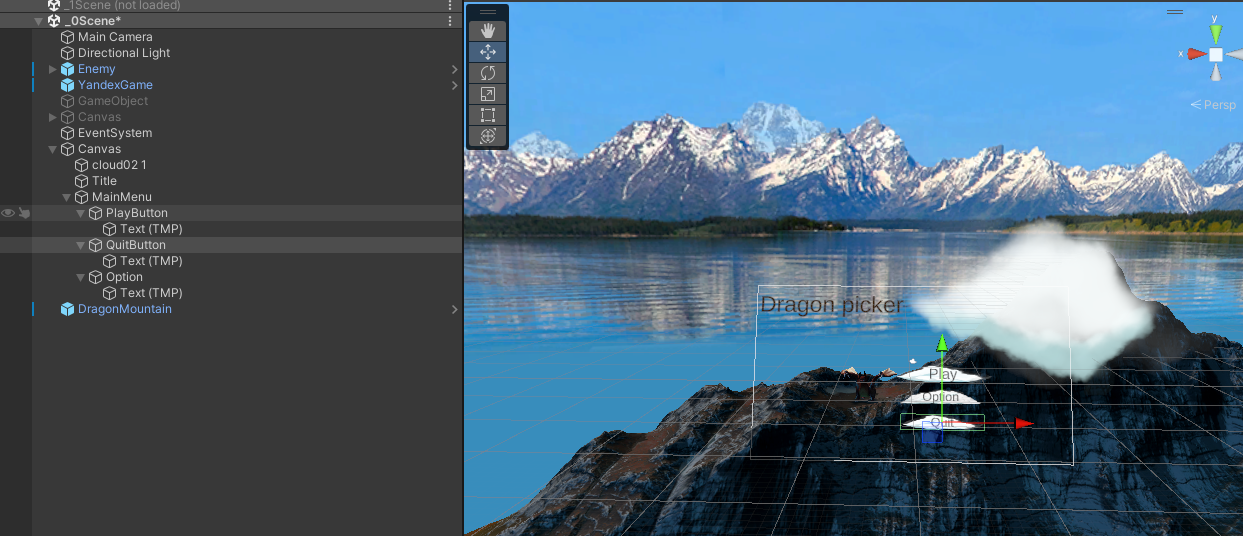 _1Scene (not loaded)
_0Scene*
Main Camera
Directional Light
Enemy
YandexGame
GameObject
Canvas
EventSystem
Canvas
cloud02 1
Title
MainMenu
PlayButton
Text (TMP)
QuitButton
Text (TMP)
Option
Text (TMP)
DragonMountain
y
x
Persp
Dragon picker
Play
Option
Quit